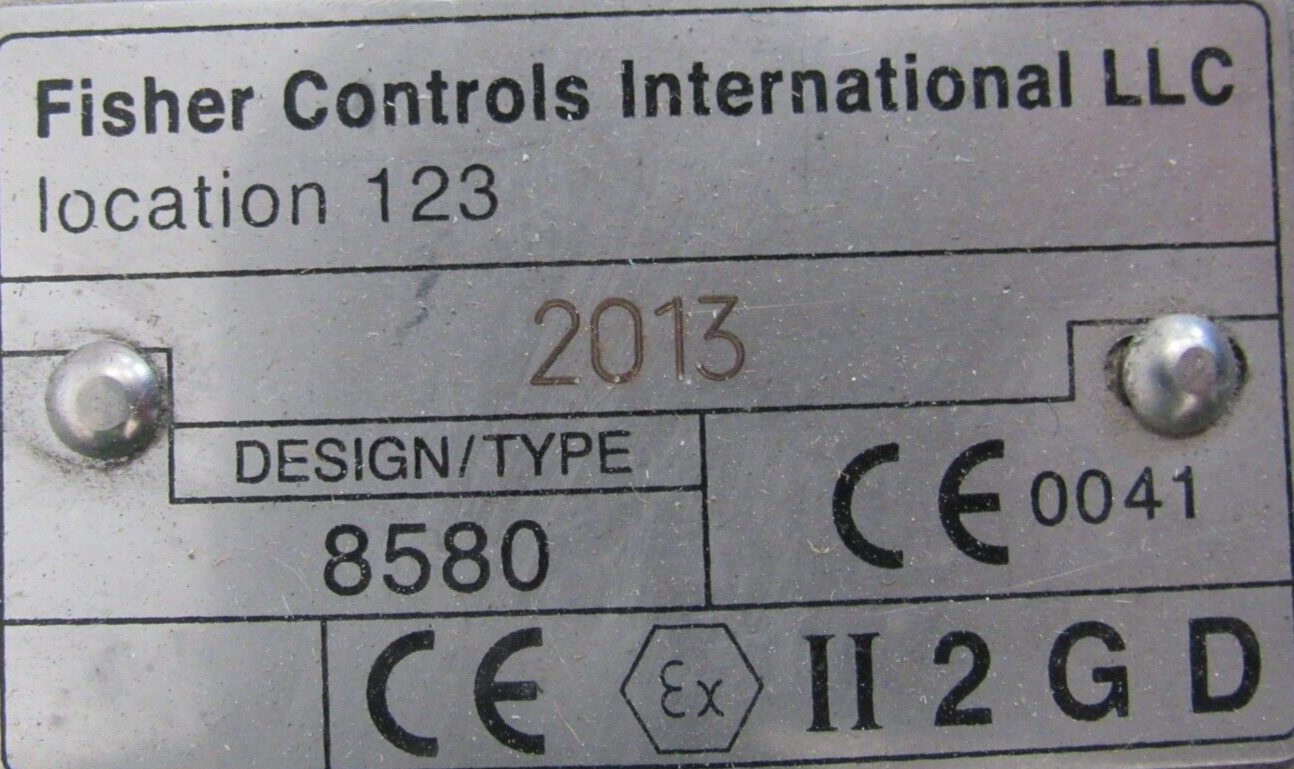 Fisher Controls International LLC
location 123
2013
DESIGN/TYPE
8580
CE 0041
CE Ex II 2 G D